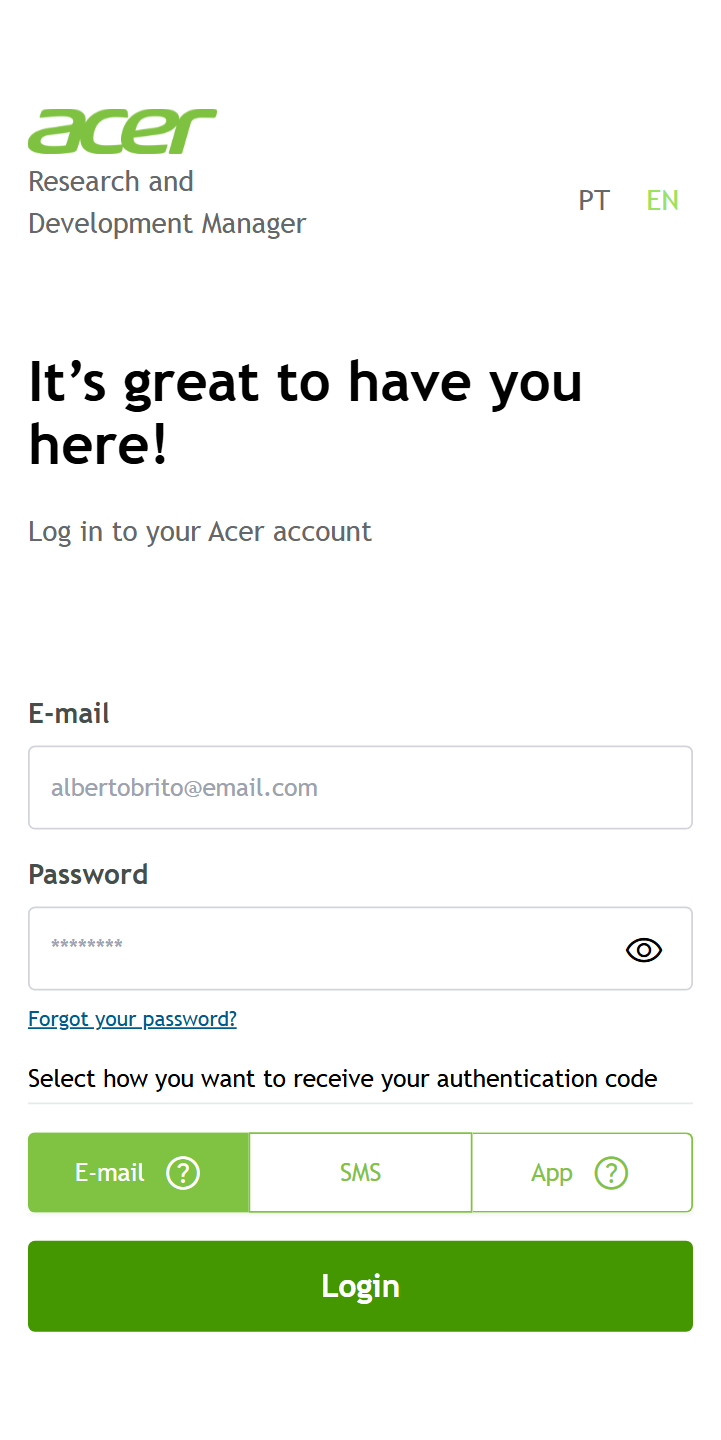 acer
Research and
Development Manager
PT EN
It’s great to have you
here!
Log in to your Acer account
E-mail
albertobrito@email.com
Password
********
Forgot your password?
Select how you want to receive your authentication code
E-mail ? SMS App ?
Login